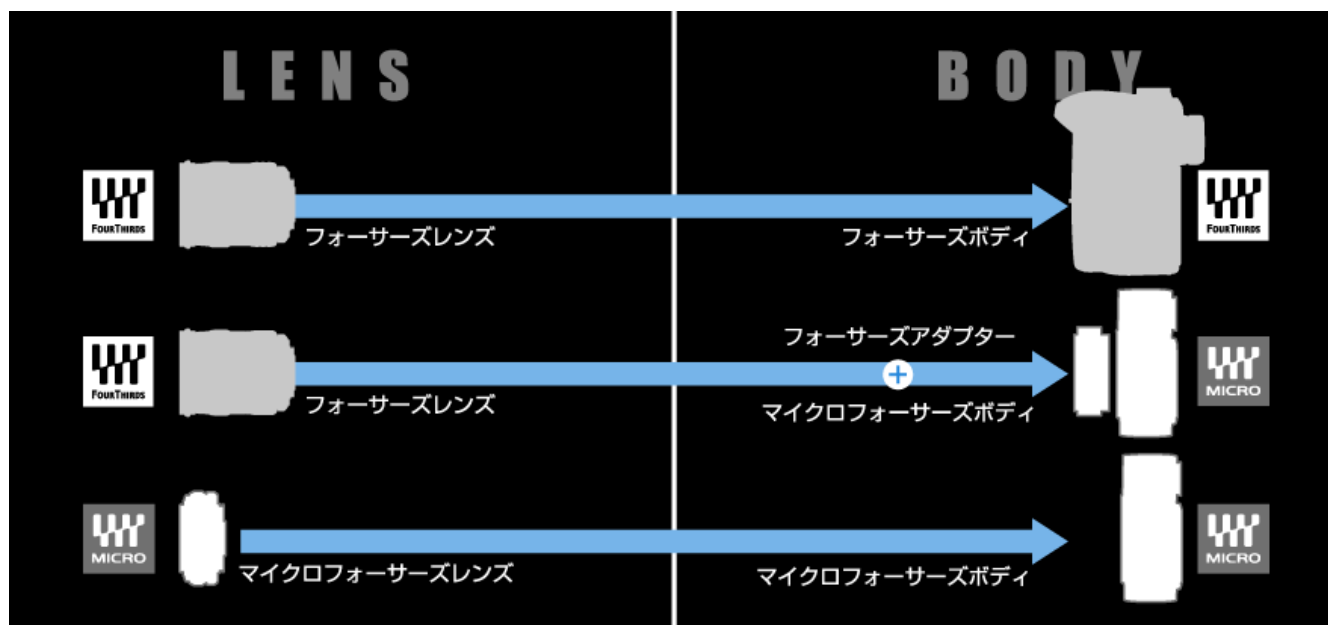 LENS
BODY
FOURTHIRDS
フォーサーズレンズ
フォーサーズボディ
FOURTHIRDS
FOURTHIRDS
フォーサーズレンズ
フォーサーズアダプター
+
マイクロフォーサーズボディ
MICRO
MICRO
マイクロフォーサーズレンズ
マイクロフォーサーズボディ
MICRO